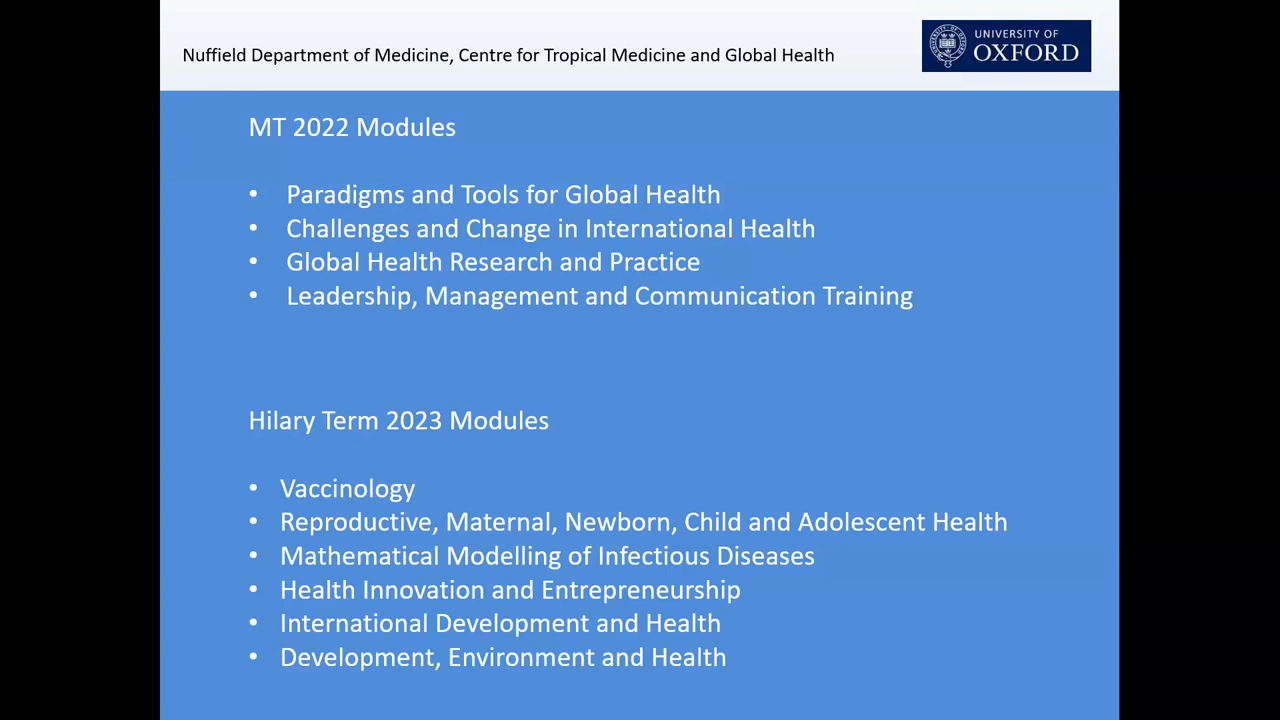 Nuffield Department of Medicine, Centre for Tropical Medicine and Global Health
UNIVERSITY OF
OXFORD
MT 2022 Modules
• Paradigms and Tools for Global Health
• Challenges and Change in International Health
• Global Health Research and Practice
• Leadership, Management and Communication Training
Hilary Term 2023 Modules
• Vaccinology
• Reproductive, Maternal, Newborn, Child and Adolescent Health
• Mathematical Modelling of Infectious Diseases
• Health Innovation and Entrepreneurship
• International Development and Health
• Development, Environment and Health